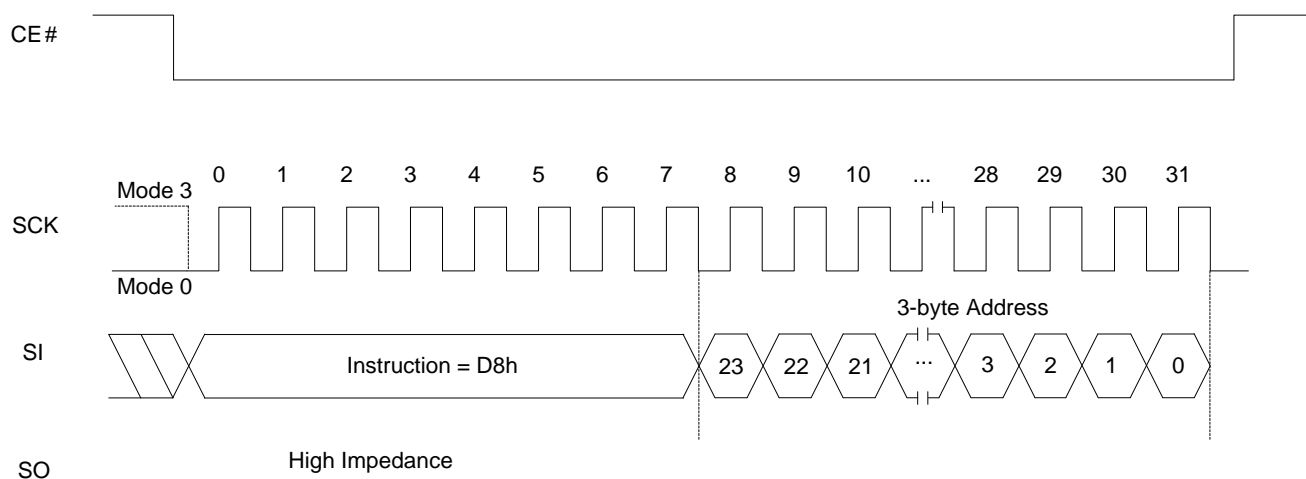 CE#
0 1 2 3 4 5 6 7 8 9 10 ... 28 29 30 31
Mode 3
SCK
Mode 0
3-byte Address
SI
Instruction = D8h
23 22 21 ... 3 2 1 0
High Impedance
SO